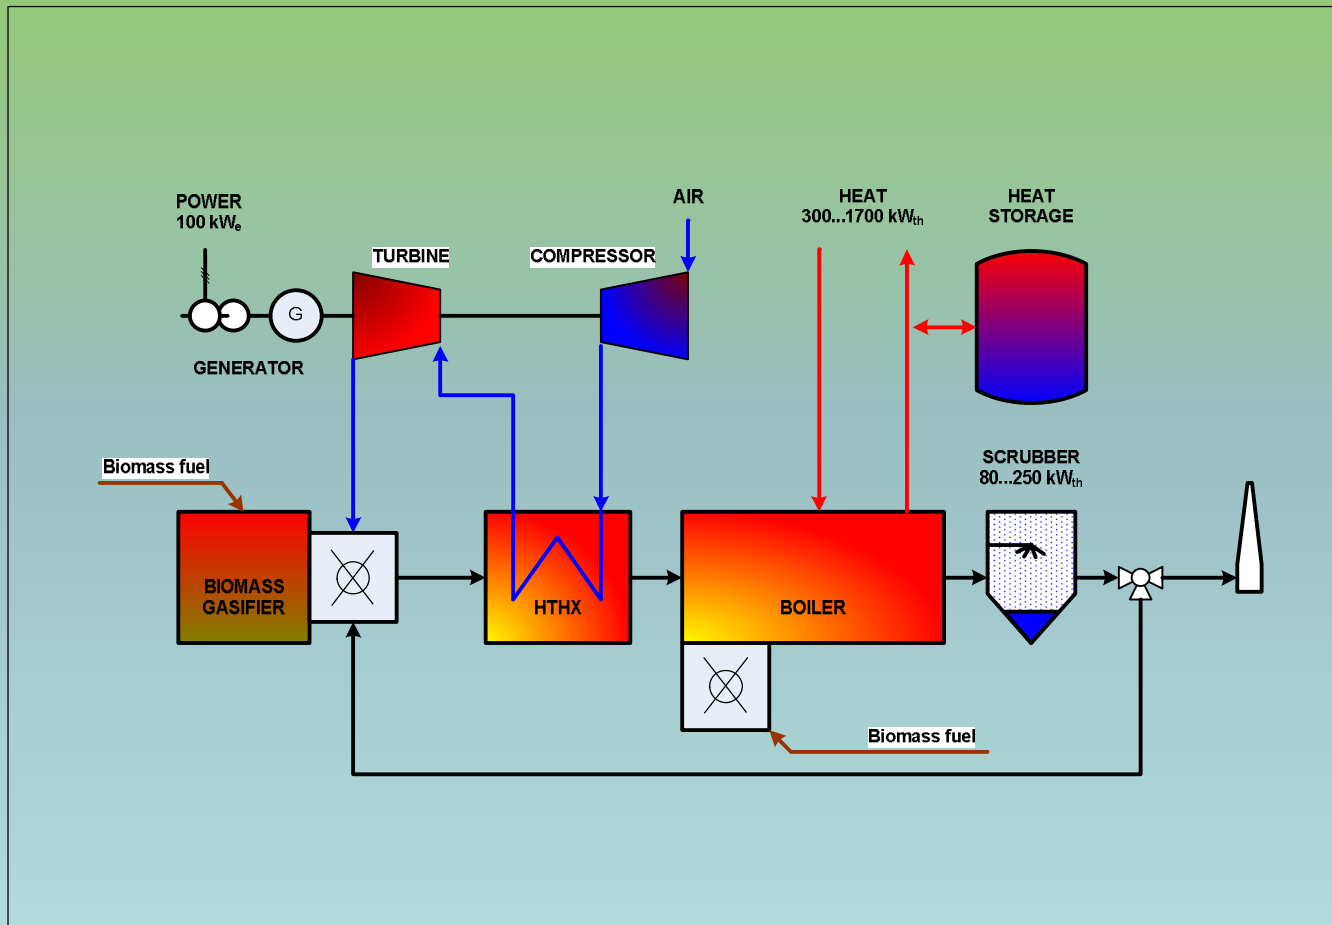 POWER
100 kWe
AIR
HEAT
300...1700 kWth
HEAT
STORAGE
TURBINE
COMPRESSOR
G
GENERATOR
Biomass fuel
SCRUBBER
80...250 kWth
BIOMASS
GASIFIER
HTHX
BOILER
Biomass fuel